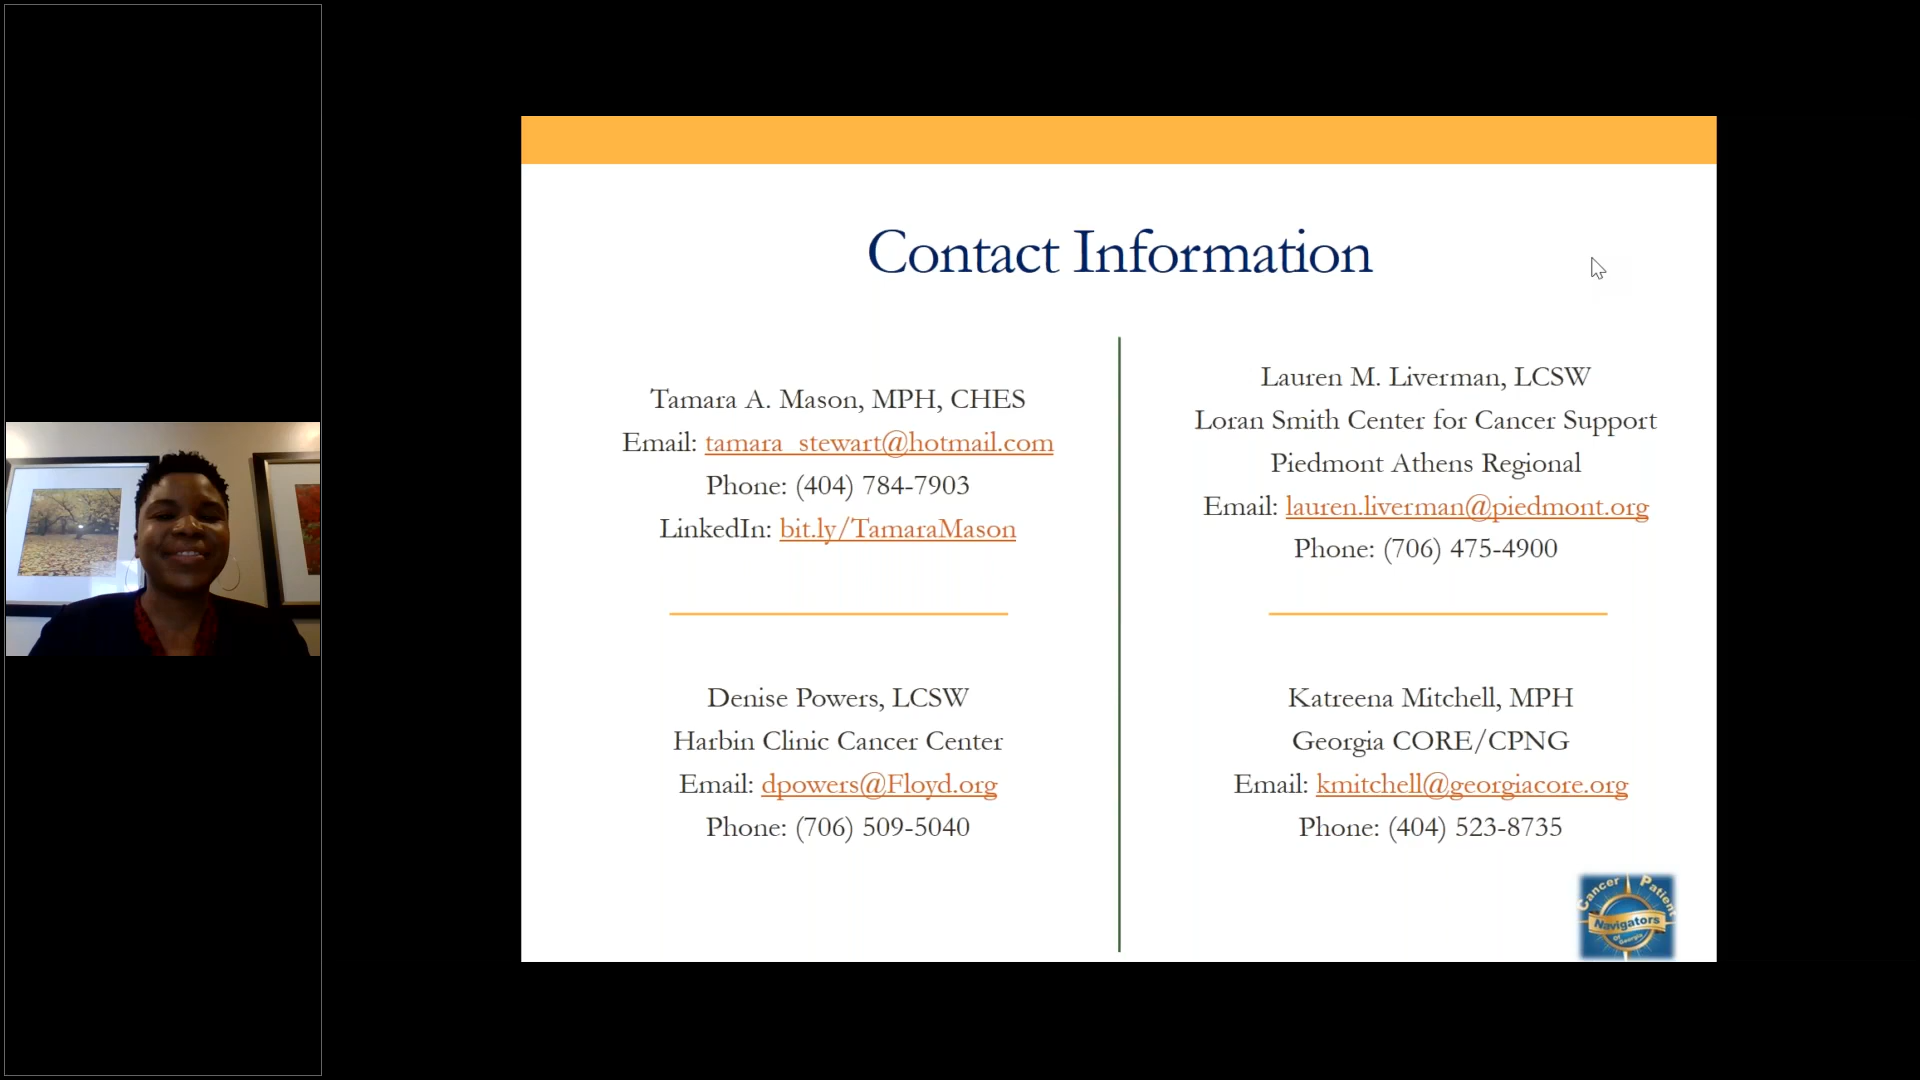 Contact Information
Tamara A. Mason, MPH, CHES
Email: tamara_stewart@hotmail.com
Phone: (404) 784-7903
LinkedIn: bit.ly/TamaraMason
Denise Powers, LCSW
Harbin Clinic Cancer Center
Email: dpowers@Floyd.org
Phone: (706) 509-5040
Lauren M. Liverman, LCSW
Loran Smith Center for Cancer Support
Piedmont Athens Regional
Email: lauren.liverman@piedmont.org
Phone: (706) 475-4900
Katreena Mitchell, MPH
Georgia CORE/CPNG
Email: kmitchell@georgiacore.org
Phone: (404) 523-8735
Cancer Patient
Navigators
of Georgia